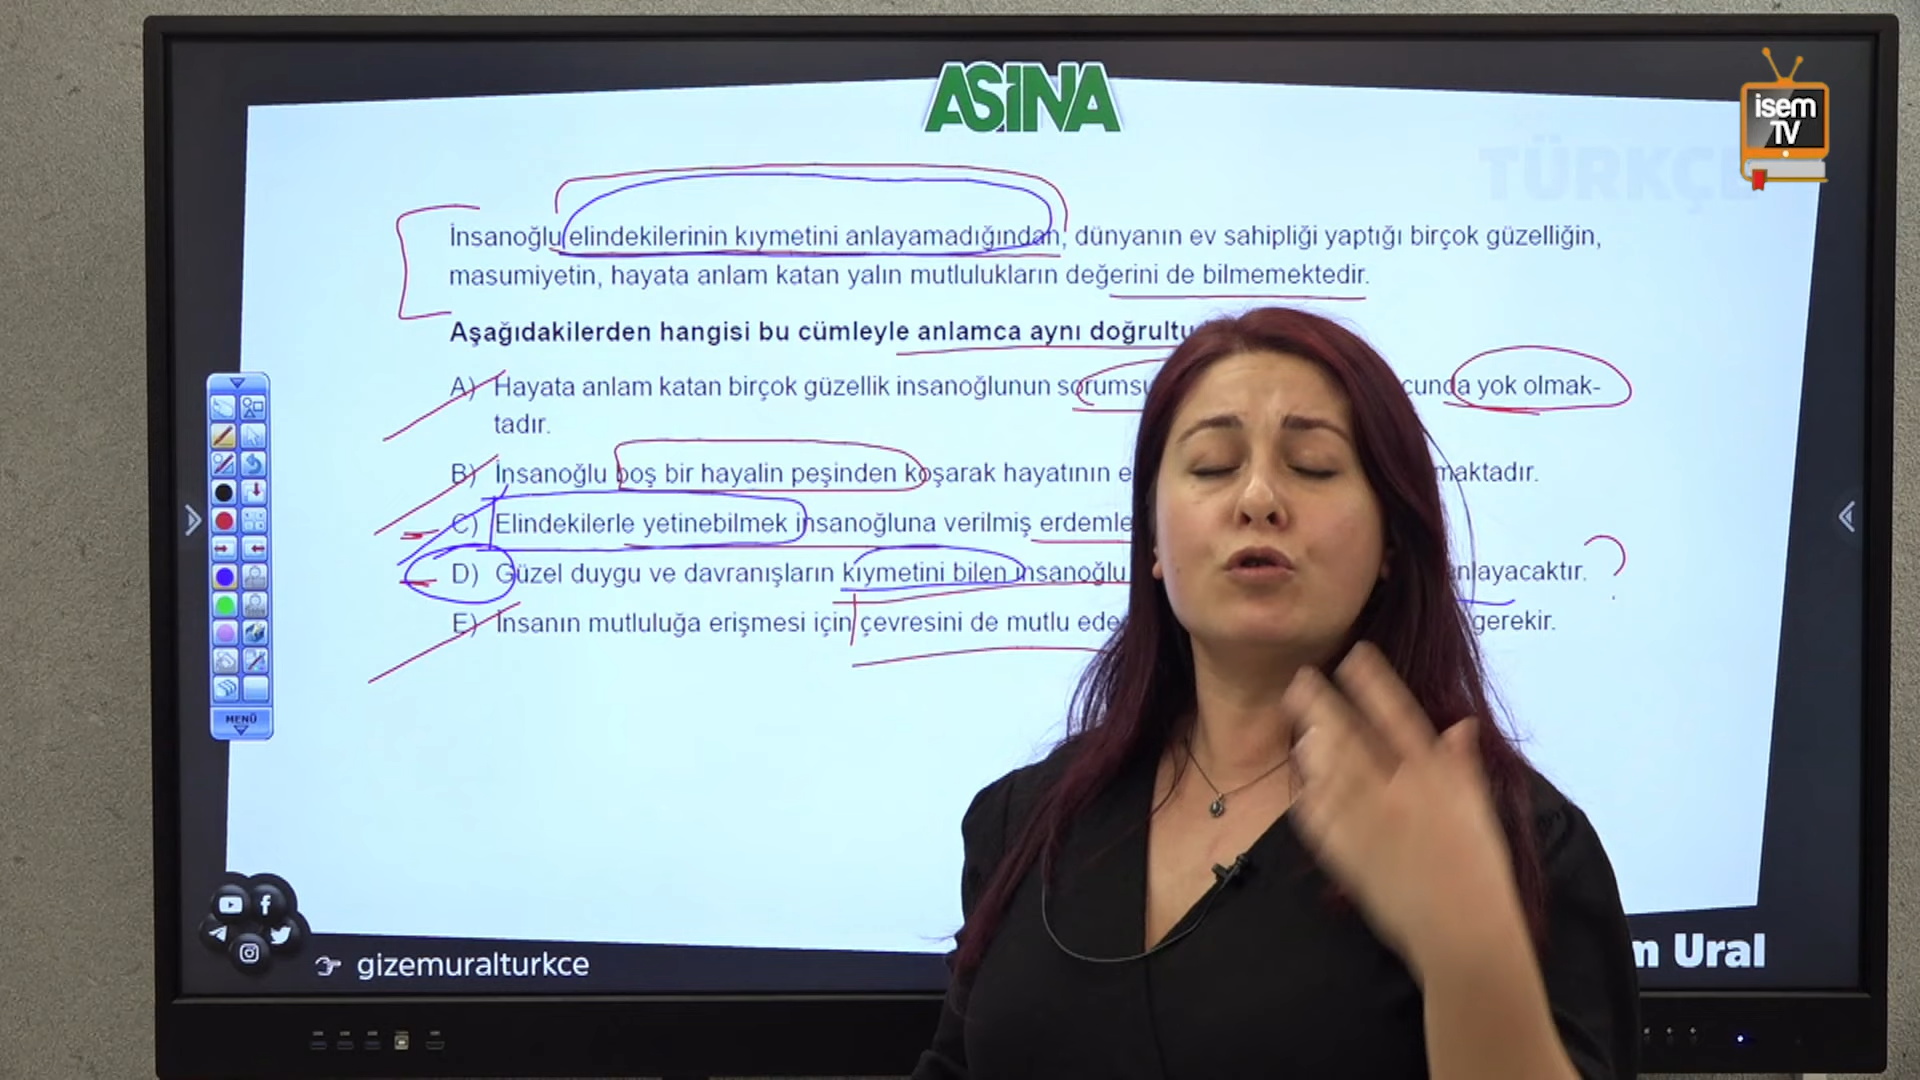 ASiNA
isem
TV
TÜRKÇE
İnsanoğlu elindekilerinin kıymetini anlayamadığından, dünyanın ev sahipliği yaptığı birçok güzelliğin,
masumiyetin, hayata anlam katan yalın mutlulukların değerini de bilmemektedir.
Aşağıdakilerden hangisi bu cümleyle anlamca aynı doğrultu
A) Hayata anlam katan birçok güzellik insanoğlunun sorumsu cunda yok olmak-
tadır.
B) İnsanoğlu boş bir hayalin peşinden koşarak hayatının e maktadır.
C) Elindekilerle yetinebilmek insanoğluna verilmiş erdemle
D) Güzel duygu ve davranışların kıymetini bilen insanoğlu anlayacaktır.
E) İnsanın mutluluğa erişmesi için çevresini de mutlu ede gerekir.
MENÜ
gizemuralturkce
m Ural